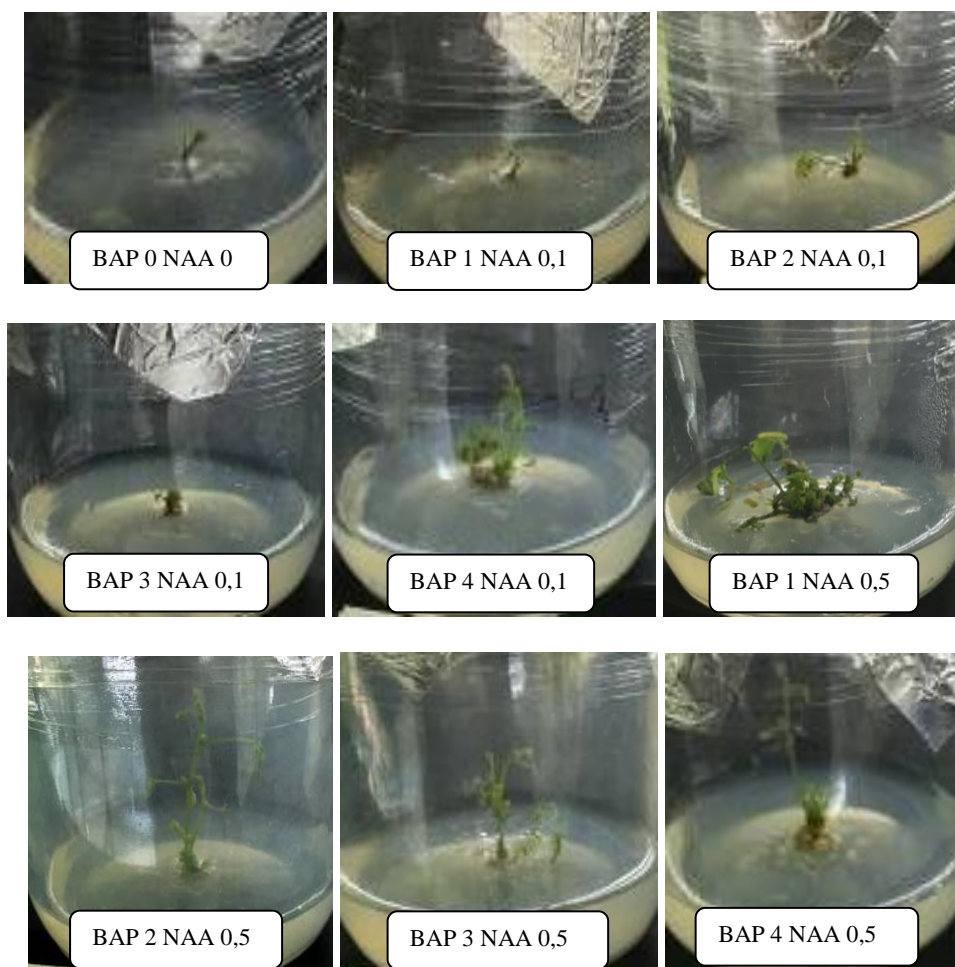 BAP 0 NAA 0
BAP 1 NAA 0,1
BAP 2 NAA 0,1
BAP 3 NAA 0,1
BAP 4 NAA 0,1
BAP 1 NAA 0,5
BAP 2 NAA 0,5
BAP 3 NAA 0,5
BAP 4 NAA 0,5